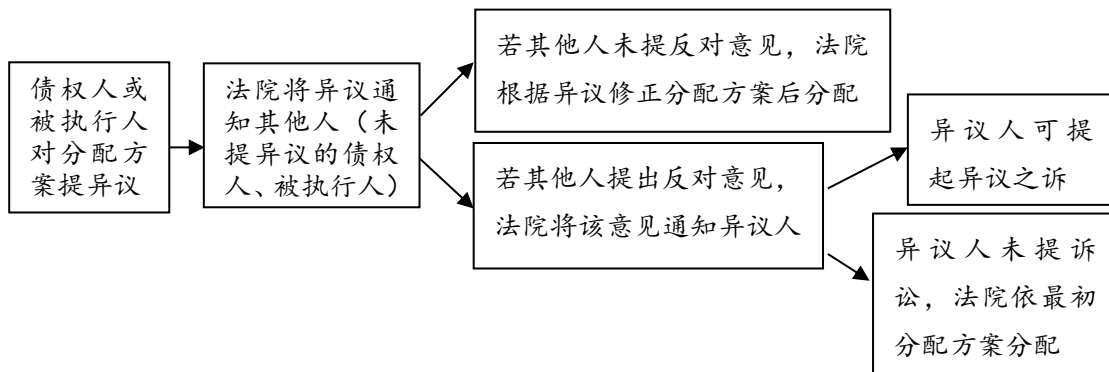 债权人或
被执行人
对分配方
案提异议
法院将异议通
知其他人（未
提异议的债权
人、被执行人）
若其他人未提反对意见，法院
根据异议修正分配方案后分配
若其他人提出反对意见，
法院将该意见通知异议人
异议人可提
起异议之诉
异议人未提诉
讼，法院依最初
分配方案分配